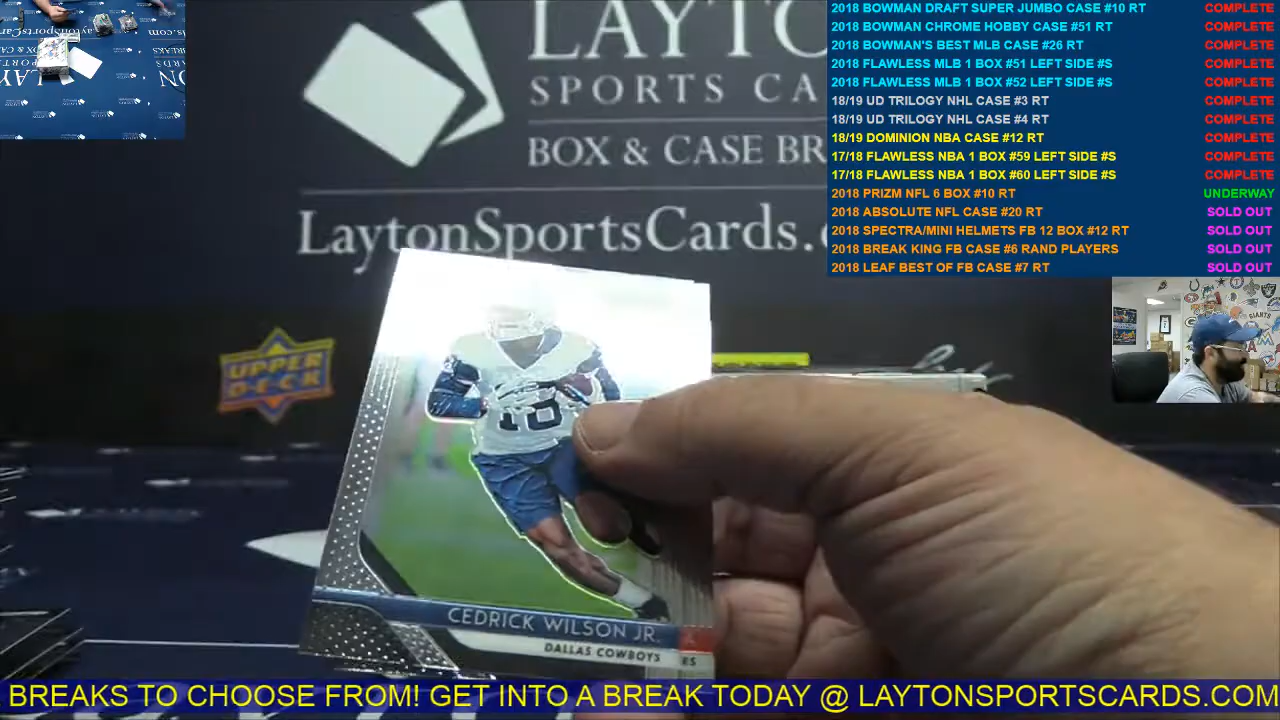 2018 BOWMAN DRAFT SUPER JUMBO CASE #10 RT COMPLETE
2018 BOWMAN CHROME HOBBY CASE #51 RT COMPLETE
2018 BOWMAN'S BEST MLB CASE #26 RT COMPLETE
2018 FLAWLESS MLB 1 BOX #51 LEFT SIDE #S COMPLETE
2018 FLAWLESS MLB 1 BOX #52 LEFT SIDE #S COMPLETE
18/19 UD TRILOGY NHL CASE #3 RT COMPLETE
18/19 UD TRILOGY NHL CASE #4 RT COMPLETE
18/19 DOMINION NBA CASE #12 RT COMPLETE
17/18 FLAWLESS NBA 1 BOX #59 LEFT SIDE #S COMPLETE
17/18 FLAWLESS NBA 1 BOX #60 LEFT SIDE #S COMPLETE
2018 PRIZM NFL 6 BOX #10 RT UNDERWAY
2018 ABSOLUTE NFL CASE #20 RT SOLD OUT
2018 SPECTRA/MINI HELMETS FB 12 BOX #12 RT SOLD OUT
2018 BREAK KING FB CASE #6 RAND PLAYERS SOLD OUT
2018 LEAF BEST OF FB CASE #7 RT SOLD OUT
LAYTO
SPORTS CA
BOX & CASE BR
LaytonSportsCards.
UPPER
DECK
18
CEDRICK WILSON JR.
DALLAS COWBOYS
ES
BREAKS TO CHOOSE FROM! GET INTO A BREAK TODAY @ LAYTONSPORTSCARDS.COM